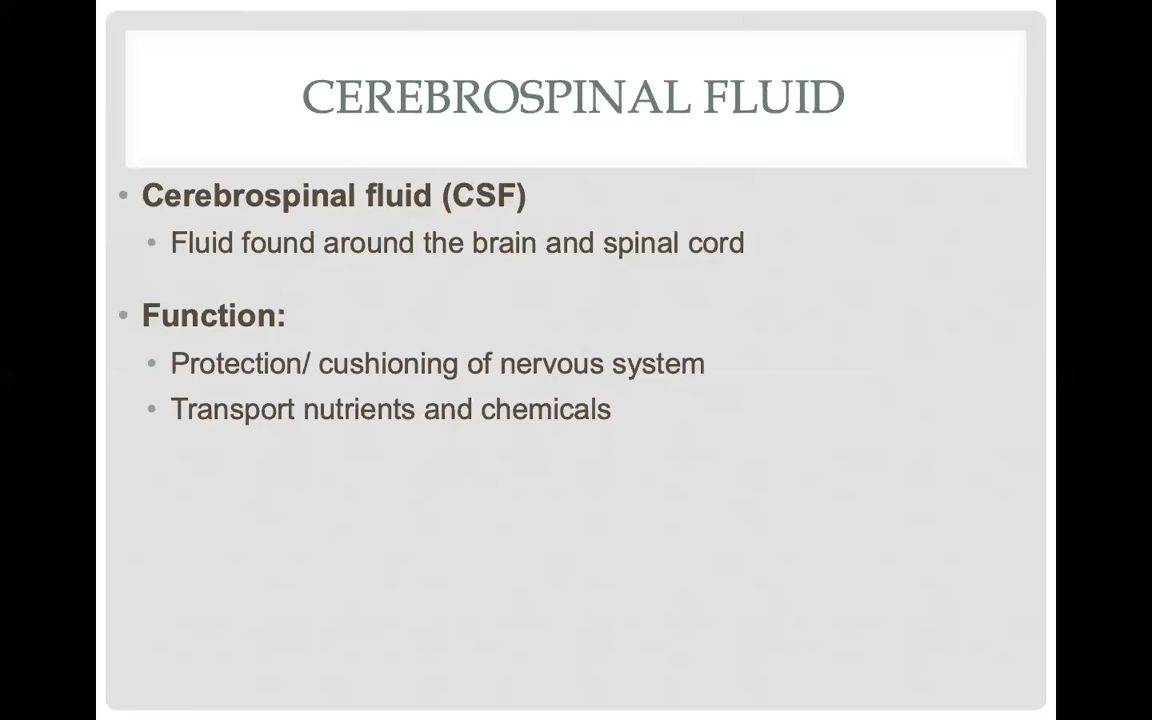 CEREBROSPINAL FLUID
• Cerebrospinal fluid (CSF)
• Fluid found around the brain and spinal cord
• Function:
• Protection/ cushioning of nervous system
• Transport nutrients and chemicals